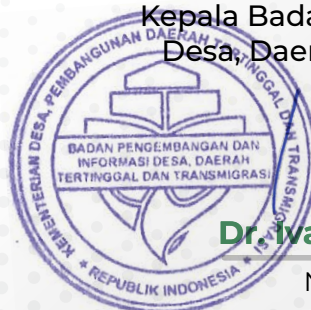 Kepala Bada
Desa, Daer
KEMENTERIAN DESA, PEMBANGUNAN DAERAH TERTINGGAL DAN TRANSMIGRASI
BADAN PENGEMBANGAN DAN
INFORMASI DESA, DAERAH
TERTINGGAL DAN TRANSMIGRASI
★ REPUBLIK INDONESIA ★
Dr. Iva
N